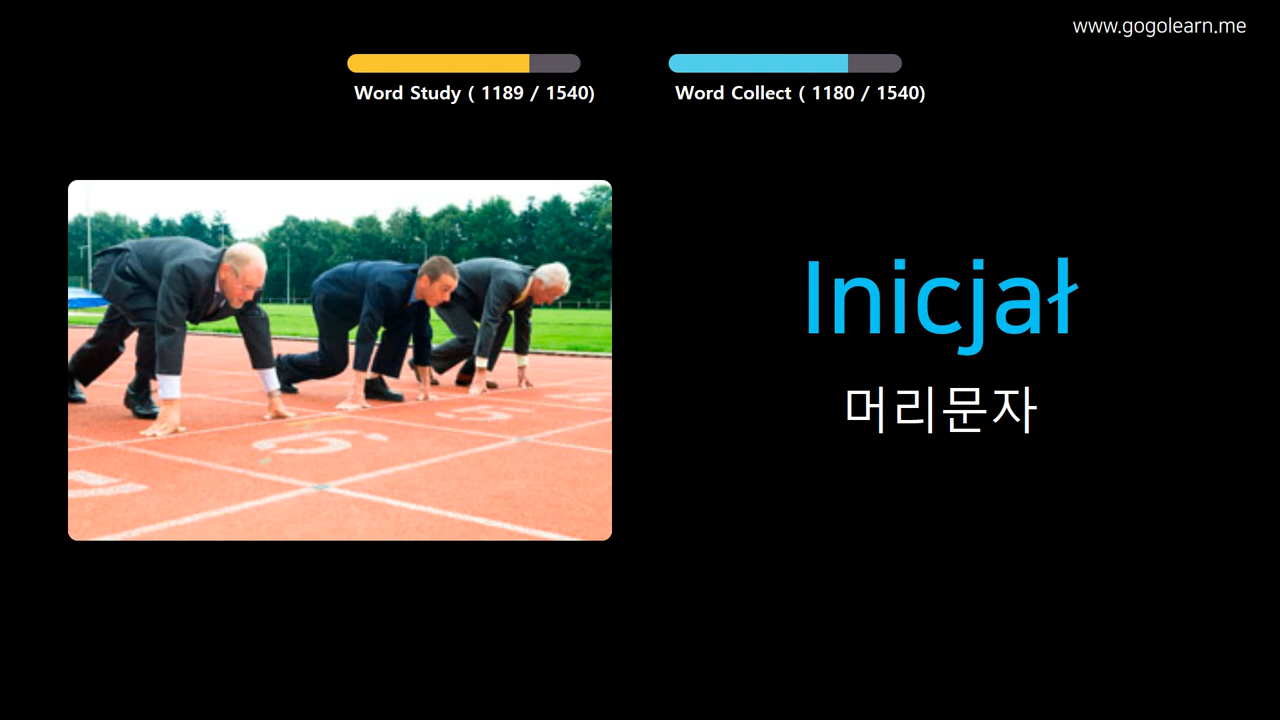 www.gogolearn.me
Word Study ( 1189 / 1540)
Word Collect ( 1180 / 1540)
Inicjał
머리문자